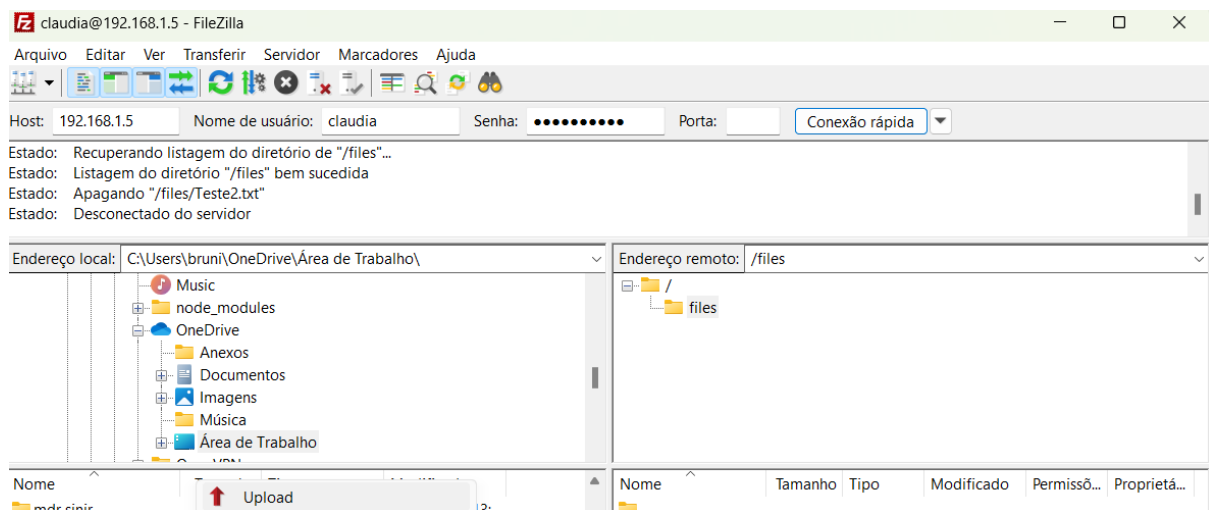 claudia@192.168.1.5 - FileZilla
Arquivo Editar Ver Transferir Servidor Marcadores Ajuda
Host: 192.168.1.5 Nome de usuário: claudia Senha: ●●●●●●●●●● Porta: Conexão rápida
Estado: Recuperando listagem do diretório de "/files"...
Estado: Listagem do diretório "/files" bem sucedida
Estado: Apagando "/files/Teste2.txt"
Estado: Desconectado do servidor
Endereço local: C:\Users\bruni\OneDrive\Área de Trabalho\
Music
node_modules
OneDrive
Anexos
Documentos
Imagens
Música
Área de Trabalho
Endereço remoto: /files
/
files
Nome
Upload
Nome Tamanho Tipo Modificado Permissõ... Proprietá...